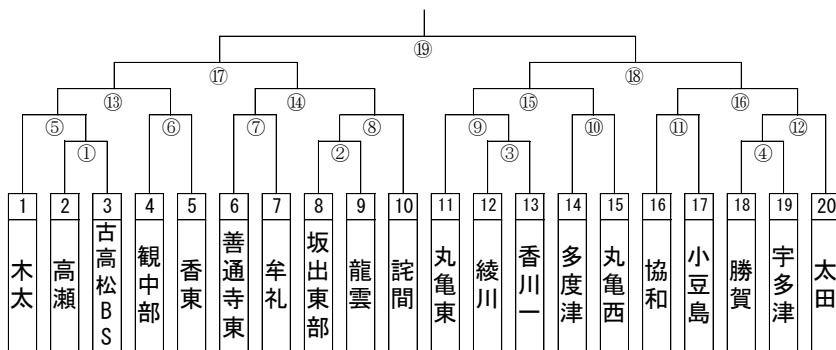 ⑲
⑰ ⑱
⑬ ⑭ ⑮ ⑯
⑤ ⑥ ⑦ ⑧ ⑨ ⑩ ⑪ ⑫
① ② ③ ④
1 2 3 4 5 6 7 8 9 10 11 12 13 14 15 16 17 18 19 20
木太
高瀬
古高松BS
観中部
香東
善通寺東
牟礼
坂出東部
龍雲
詫間
丸亀東
綾川
香川一
多度津
丸亀西
協和
小豆島
勝賀
宇多津
太田